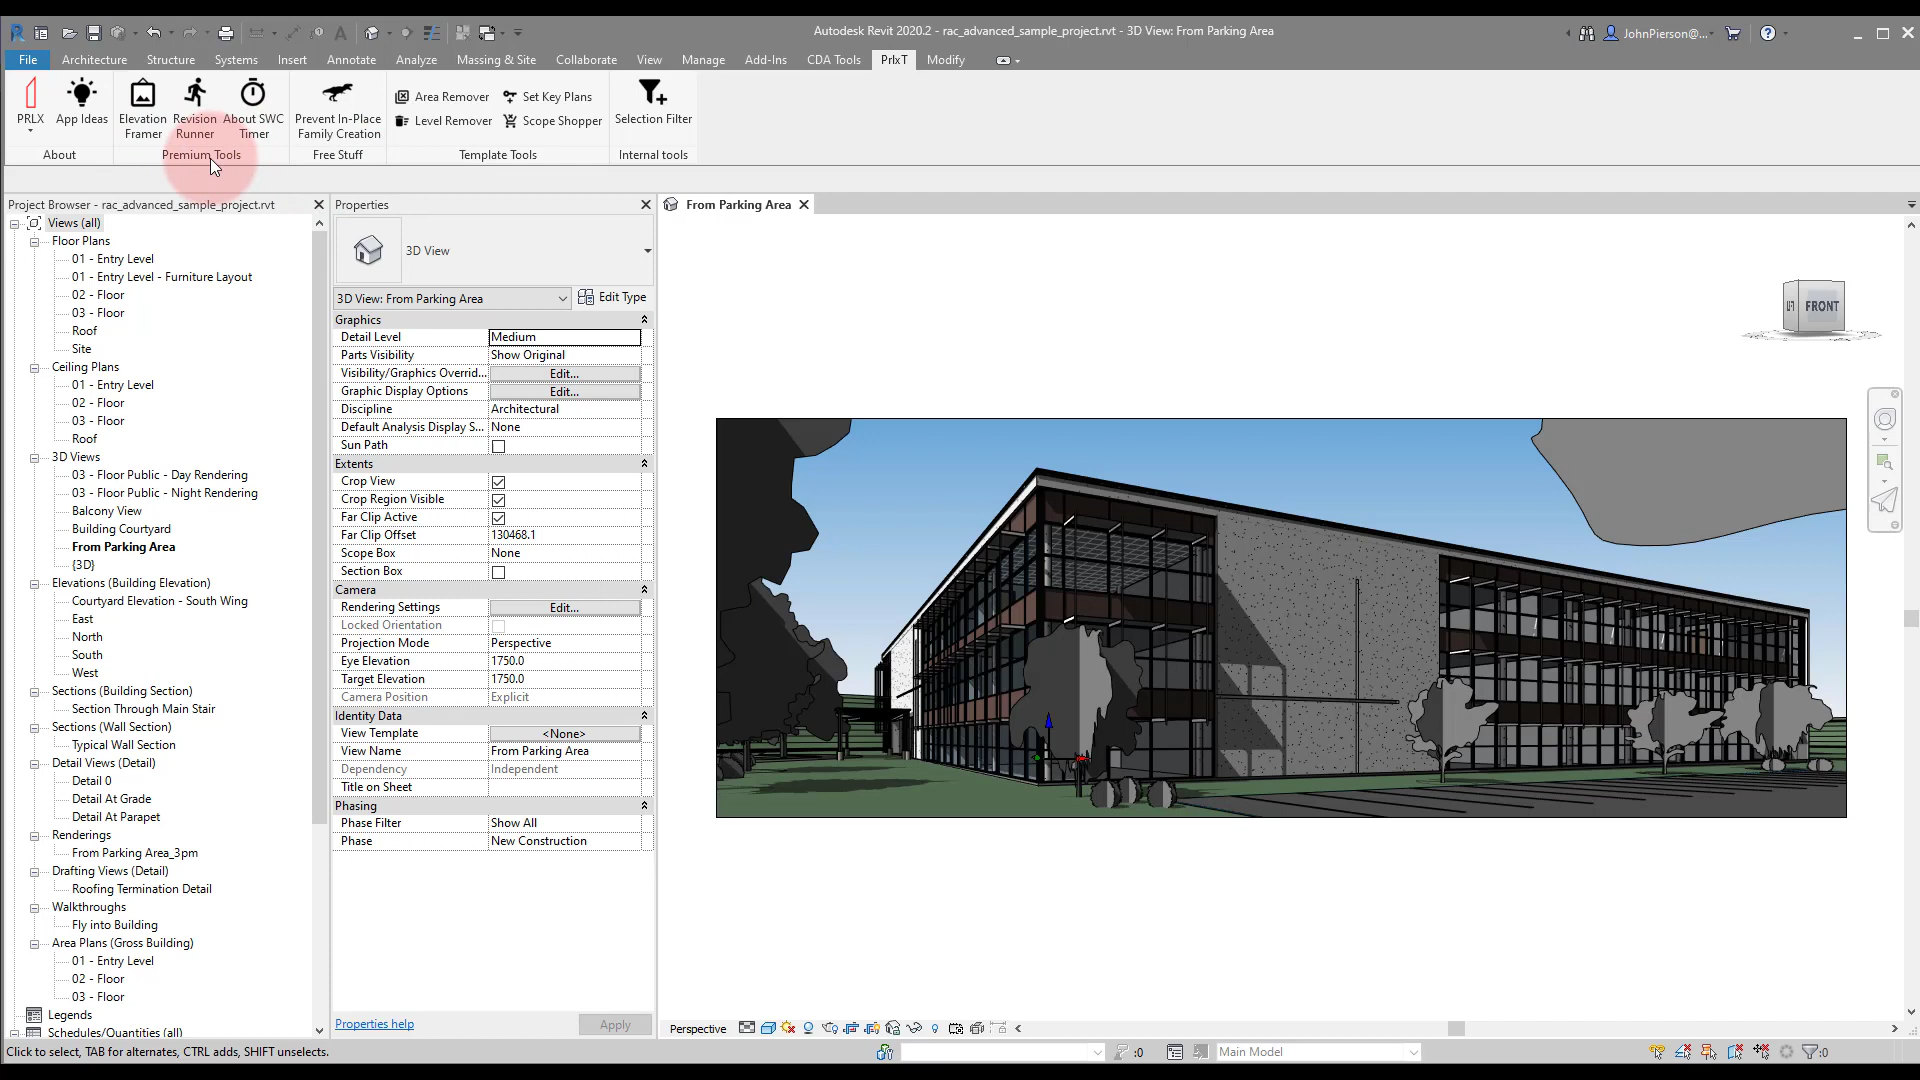 Autodesk Revit 2020.2 - rac_advanced_sample_project.rvt - 3D View: From Parking Area
JohnPierson@...
File Architecture Structure Systems Insert Annotate Analyze Massing & Site Collaborate View Manage Add-Ins CDA Tools PrlxT Modify
PRLX
App Ideas
Elevation Framer
Revision Runner
About SWC Timer
Prevent In-Place Family Creation
Area Remover
Set Key Plans
Level Remover
Scope Shopper
Selection Filter
About
Premium Tools
Free Stuff
Template Tools
Internal tools
Project Browser - rac_advanced_sample_project.rvt
Views (all)
Floor Plans
01 - Entry Level
01 - Entry Level - Furniture Layout
02 - Floor
03 - Floor
Roof
Site
Ceiling Plans
01 - Entry Level
02 - Floor
03 - Floor
Roof
3D Views
03 - Floor Public - Day Rendering
03 - Floor Public - Night Rendering
Balcony View
Building Courtyard
From Parking Area
{3D}
Elevations (Building Elevation)
Courtyard Elevation - South Wing
East
North
South
West
Sections (Building Section)
Section Through Main Stair
Sections (Wall Section)
Typical Wall Section
Detail Views (Detail)
Detail 0
Detail At Grade
Detail At Parapet
Renderings
From Parking Area_3pm
Drafting Views (Detail)
Roofing Termination Detail
Walkthroughs
Fly into Building
Area Plans (Gross Building)
01 - Entry Level
02 - Floor
03 - Floor
Legends
Schedules/Quantities (all)
Properties
3D View
3D View: From Parking Area
Edit Type
Graphics
Detail Level Medium
Parts Visibility Show Original
Visibility/Graphics Overrid... Edit...
Graphic Display Options Edit...
Discipline Architectural
Default Analysis Display S... None
Sun Path
Extents
Crop View
Crop Region Visible
Far Clip Active
Far Clip Offset 130468.1
Scope Box None
Section Box
Camera
Rendering Settings Edit...
Locked Orientation
Projection Mode Perspective
Eye Elevation 1750.0
Target Elevation 1750.0
Camera Position Explicit
Identity Data
View Template <None>
View Name From Parking Area
Dependency Independent
Title on Sheet
Phasing
Phase Filter Show All
Phase New Construction
Properties help
Apply
From Parking Area
FRONT
Perspective
Click to select, TAB for alternates, CTRL adds, SHIFT unselects.
:0
Main Model
:0